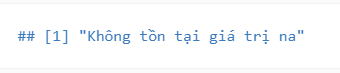 ## [1] "Không tồn tại giá trị na"